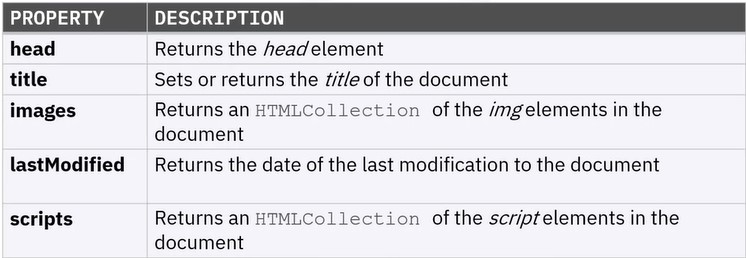 PROPERTY DESCRIPTION
head Returns the head element
title Sets or returns the title of the document
images Returns an HTMLCollection of the img elements in the
document
lastModified Returns the date of the last modification to the document
scripts Returns an HTMLCollection of the script elements in the
document